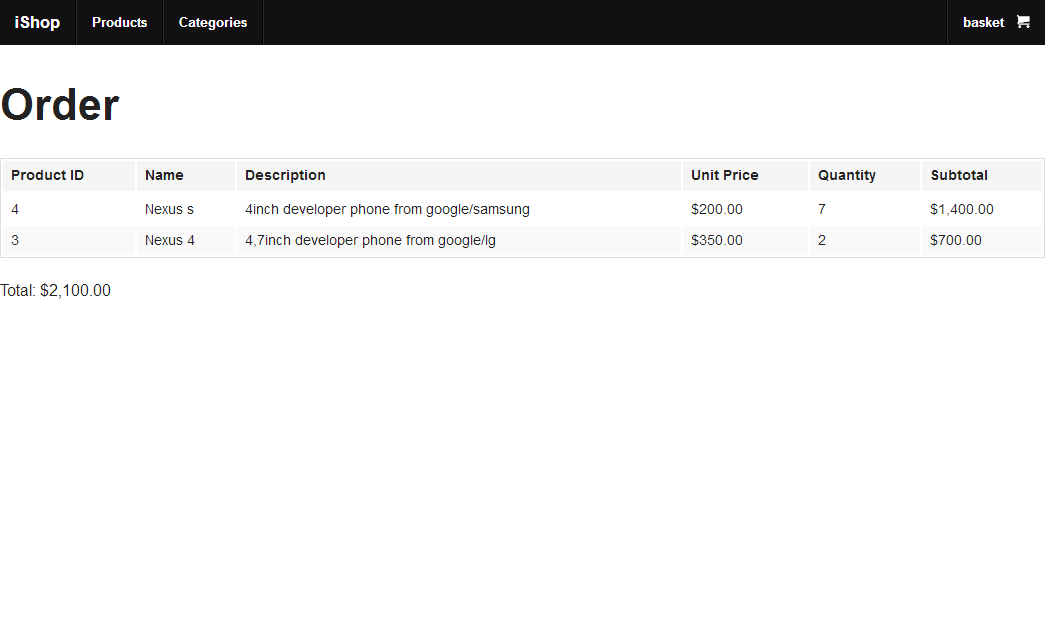 iShop Products Categories basket
Order
Product ID Name Description Unit Price Quantity Subtotal
4 Nexus s 4inch developer phone from google/samsung $200.00 7 $1,400.00
3 Nexus 4 4,7inch developer phone from google/lg $350.00 2 $700.00
Total: $2,100.00